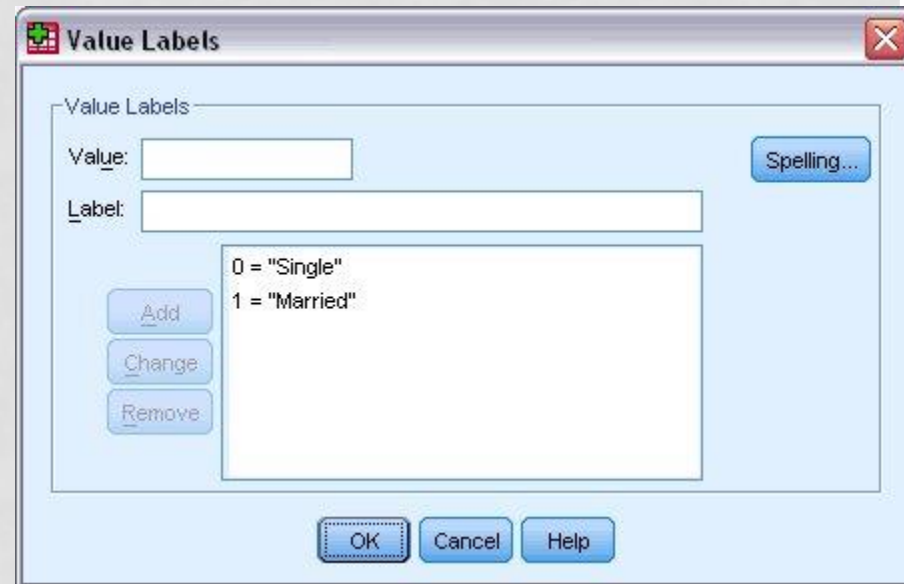 Value Labels
Value Labels
Value:
Spelling...
Label:
0 = "Single"
1 = "Married"
Add
Change
Remove
OK Cancel Help